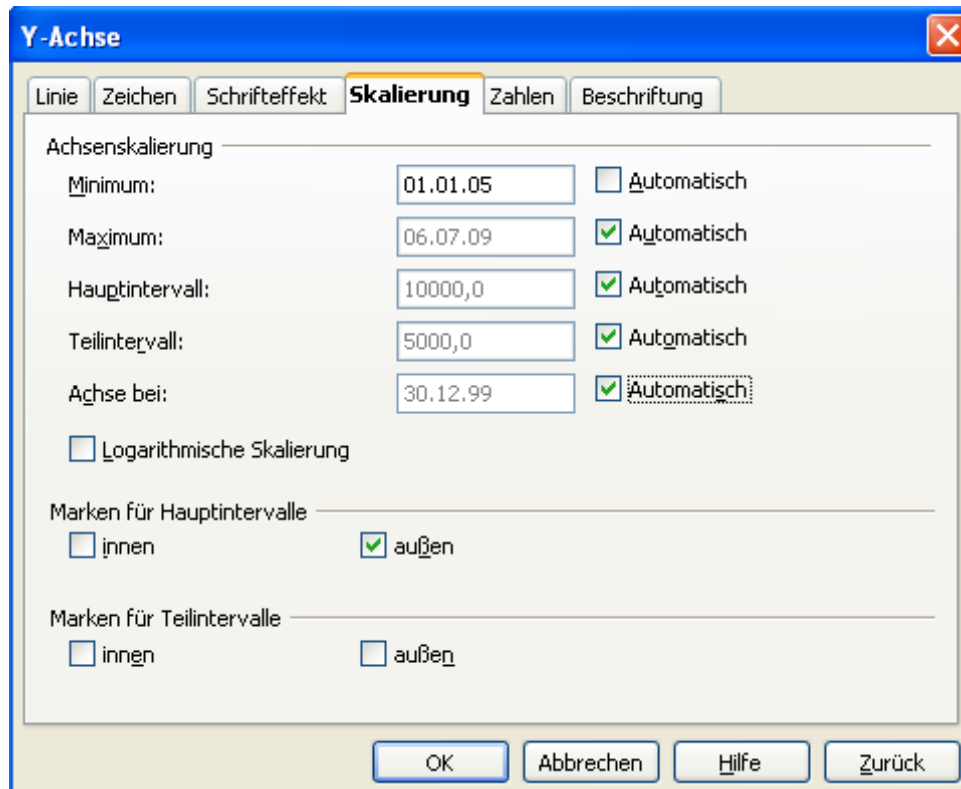 Y-Achse
Linie Zeichen Schrifteffekt Skalierung Zahlen Beschriftung
Achsenskalierung
Minimum: 01.01.05 Automatisch
Maximum: 06.07.09 Automatisch
Hauptintervall: 10000,0 Automatisch
Teilintervall: 5000,0 Automatisch
Achse bei: 30.12.99 Automatisch
Logarithmische Skalierung
Marken für Hauptintervalle
innen außen
Marken für Teilintervalle
innen außen
OK Abbrechen Hilfe Zurück